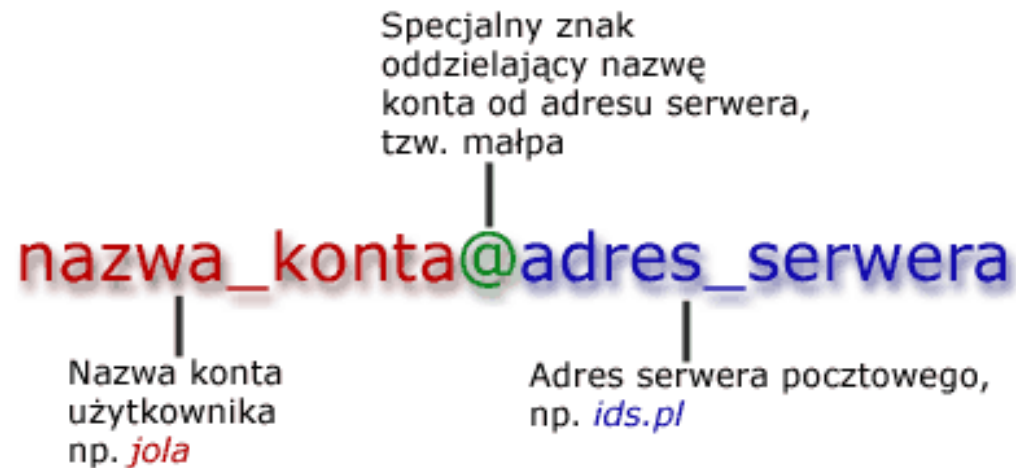 Specjalny znak
oddzielający nazwę
konta od adresu serwera,
tzw. małpa
nazwa_konta@adres_serwera
Nazwa konta
użytkownika
np. jola
Adres serwera pocztowego,
np. ids.pl